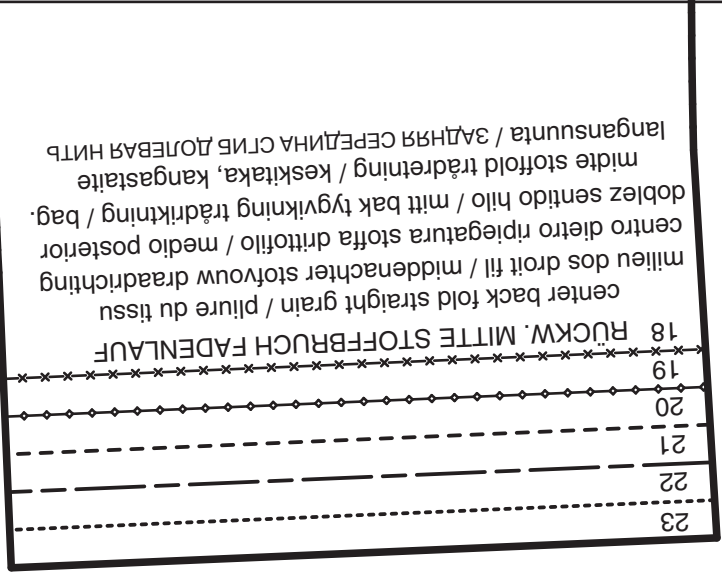 23
22
21
20
19
18 RÜCKW. MITTE STOFFBRUCH FADENLAUF
center back fold straight grain / pliure du tissu
milieu dos droit fil / middenachter stofvouw draadrichting
centro dietro ripiegatura stoffa drittofilo / medio posterior
doblez sentido hilo / mitt bak tygvikning trådriktning / bag.
midte stoffold trådretning / keskitaka, kangastaite
langansuunta / ЗАДНЯЯ СЕРЕДИНА СГИБ ДОЛЕВАЯ НИТЬ